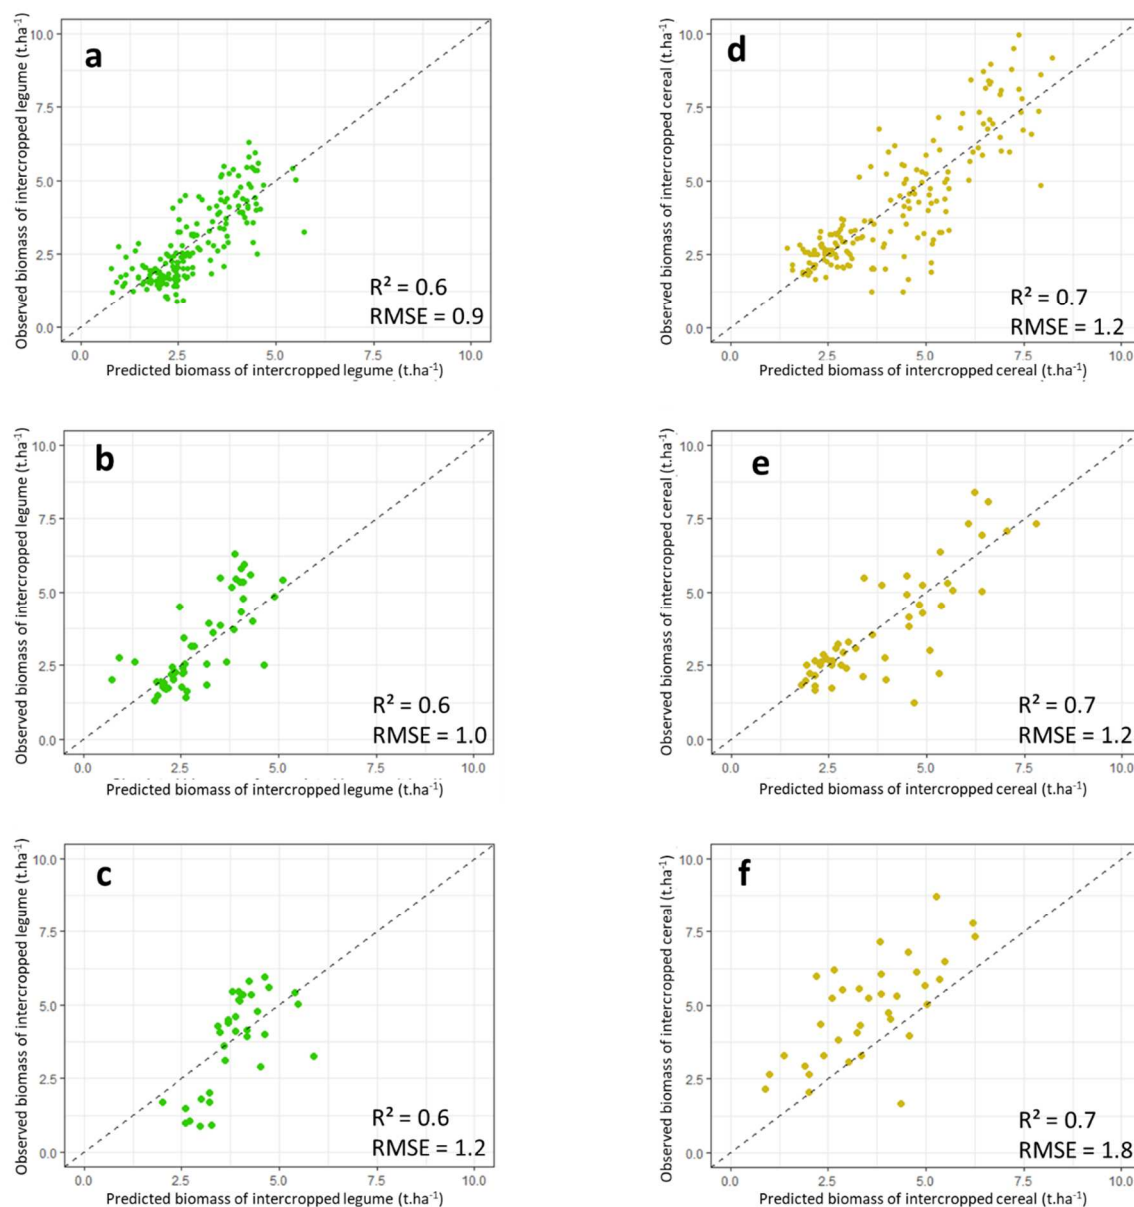 a
Observed biomass of intercropped legume (t.ha⁻¹)
10.0
7.5
5.0
2.5
0.0
R² = 0.6
RMSE = 0.9
0.0 2.5 5.0 7.5 10.0
Predicted biomass of intercropped legume (t.ha⁻¹)
d
Observed biomass of intercropped cereal (t.ha⁻¹)
10.0
7.5
5.0
2.5
0.0
R² = 0.7
RMSE = 1.2
0.0 2.5 5.0 7.5 10.0
Predicted biomass of intercropped cereal (t.ha⁻¹)
b
Observed biomass of intercropped legume (t.ha⁻¹)
10.0
7.5
5.0
2.5
0.0
R² = 0.6
RMSE = 1.0
0.0 2.5 5.0 7.5 10.0
Predicted biomass of intercropped legume (t.ha⁻¹)
e
Observed biomass of intercropped cereal (t.ha⁻¹)
10.0
7.5
5.0
2.5
0.0
R² = 0.7
RMSE = 1.2
0.0 2.5 5.0 7.5 10.0
Predicted biomass of intercropped cereal (t.ha⁻¹)
c
Observed biomass of intercropped legume (t.ha⁻¹)
10.0
7.5
5.0
2.5
0.0
R² = 0.6
RMSE = 1.2
0.0 2.5 5.0 7.5 10.0
Predicted biomass of intercropped legume (t.ha⁻¹)
f
Observed biomass of intercropped cereal (t.ha⁻¹)
10.0
7.5
5.0
2.5
0.0
R² = 0.7
RMSE = 1.8
0.0 2.5 5.0 7.5 10.0
Predicted biomass of intercropped cereal (t.ha⁻¹)